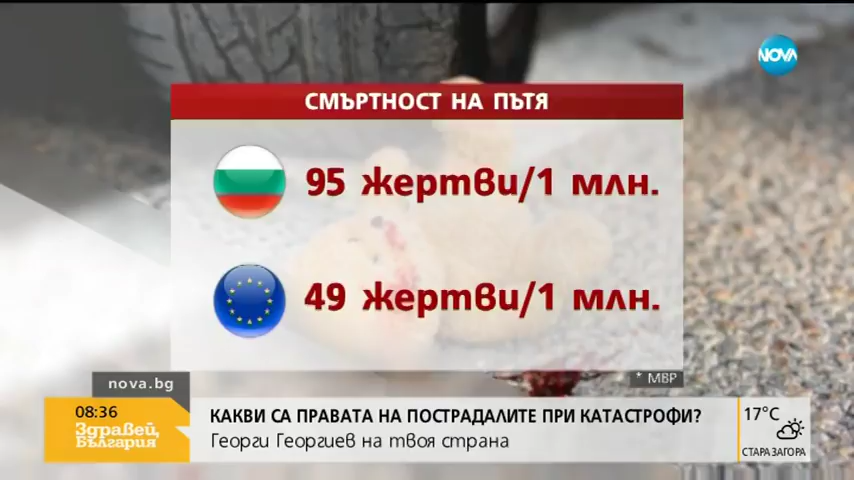 NOVA
СМЪРТНОСТ НА ПЪТЯ
95 жертви/1 млн.
49 жертви/1 млн.
* МВР
nova.bg
08:36
Здравей,
България
КАКВИ СА ПРАВАТА НА ПОСТРАДАЛИТЕ ПРИ КАТАСТРОФИ?
Георги Георгиев на твоя страна
17°C
СТАРА ЗАГОРА